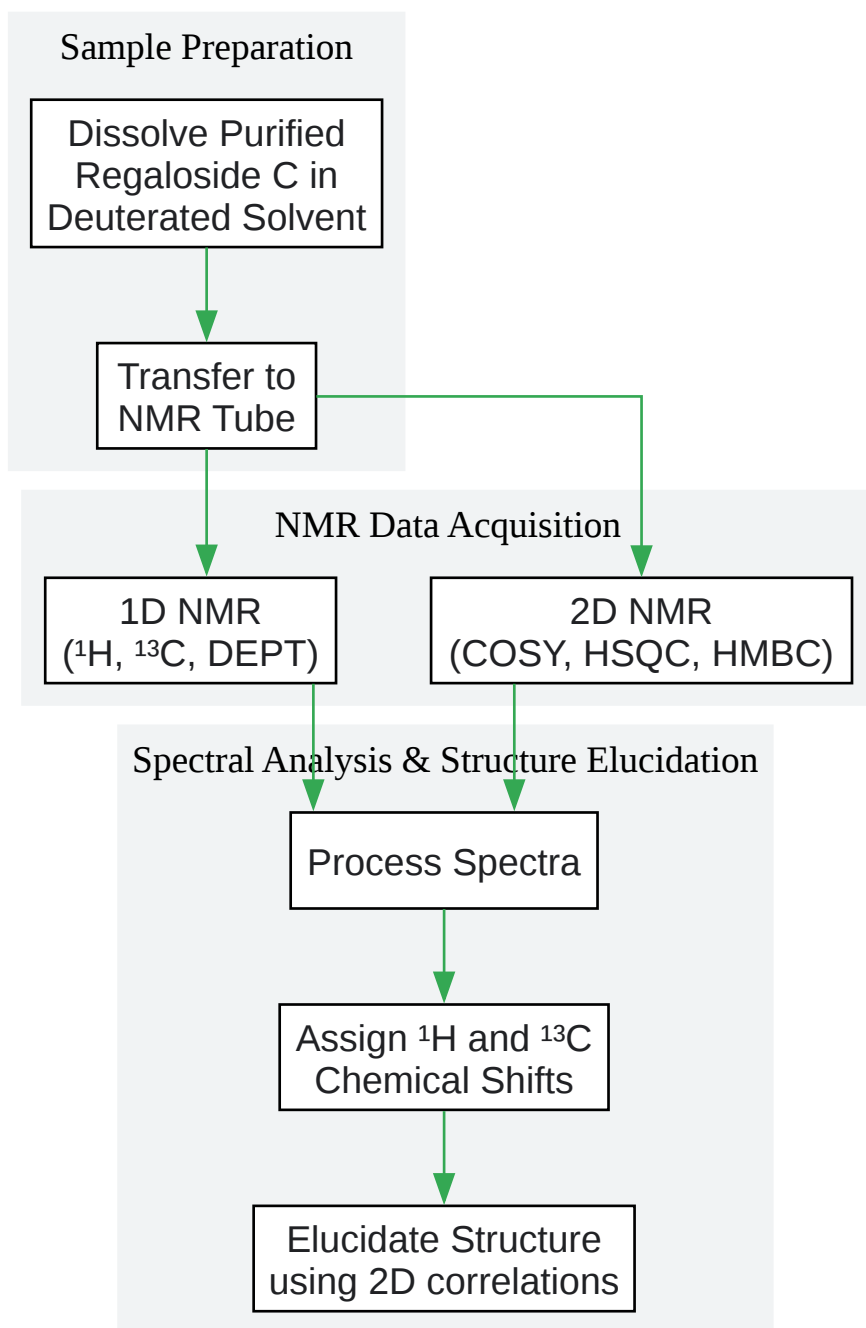 Sample Preparation
Dissolve Purified
Regaloside C in
Deuterated Solvent
Transfer to
NMR Tube
NMR Data Acquisition
1D NMR
(¹H, ¹³C, DEPT)
2D NMR
(COSY, HSQC, HMBC)
Spectral Analysis & Structure Elucidation
Process Spectra
Assign ¹H and ¹³C
Chemical Shifts
Elucidate Structure
using 2D correlations